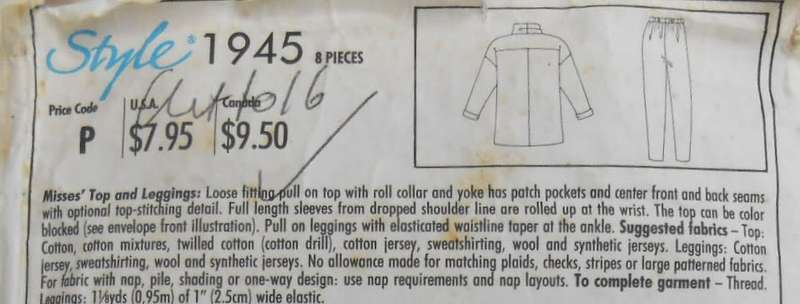 Style® 1945 8 PIECES
Cut to 16
Price Code U.S.A. Canada
P $7.95 $9.50
Misses' Top and Leggings: Loose fitting pull on top with roll collar and yoke has patch pockets and center front and back seams
with optional top-stitching detail. Full length sleeves from dropped shoulder line are rolled up at the wrist. The top can be color
blocked (see envelope front illustration). Pull on leggings with elasticated waistline taper at the ankle. Suggested fabrics – Top:
Cotton, cotton mixtures, twilled cotton (cotton drill), cotton jersey, sweatshirting, wool and synthetic jerseys. Leggings: Cotton
jersey, sweatshirting, wool and synthetic jerseys. No allowance made for matching plaids, checks, stripes or large patterned fabrics.
For fabric with nap, pile, shading or one-way design: use nap requirements and nap layouts. To complete garment – Thread.
Leggings: 1⅛yds (0.95m) of 1" (2.5cm) wide elastic.